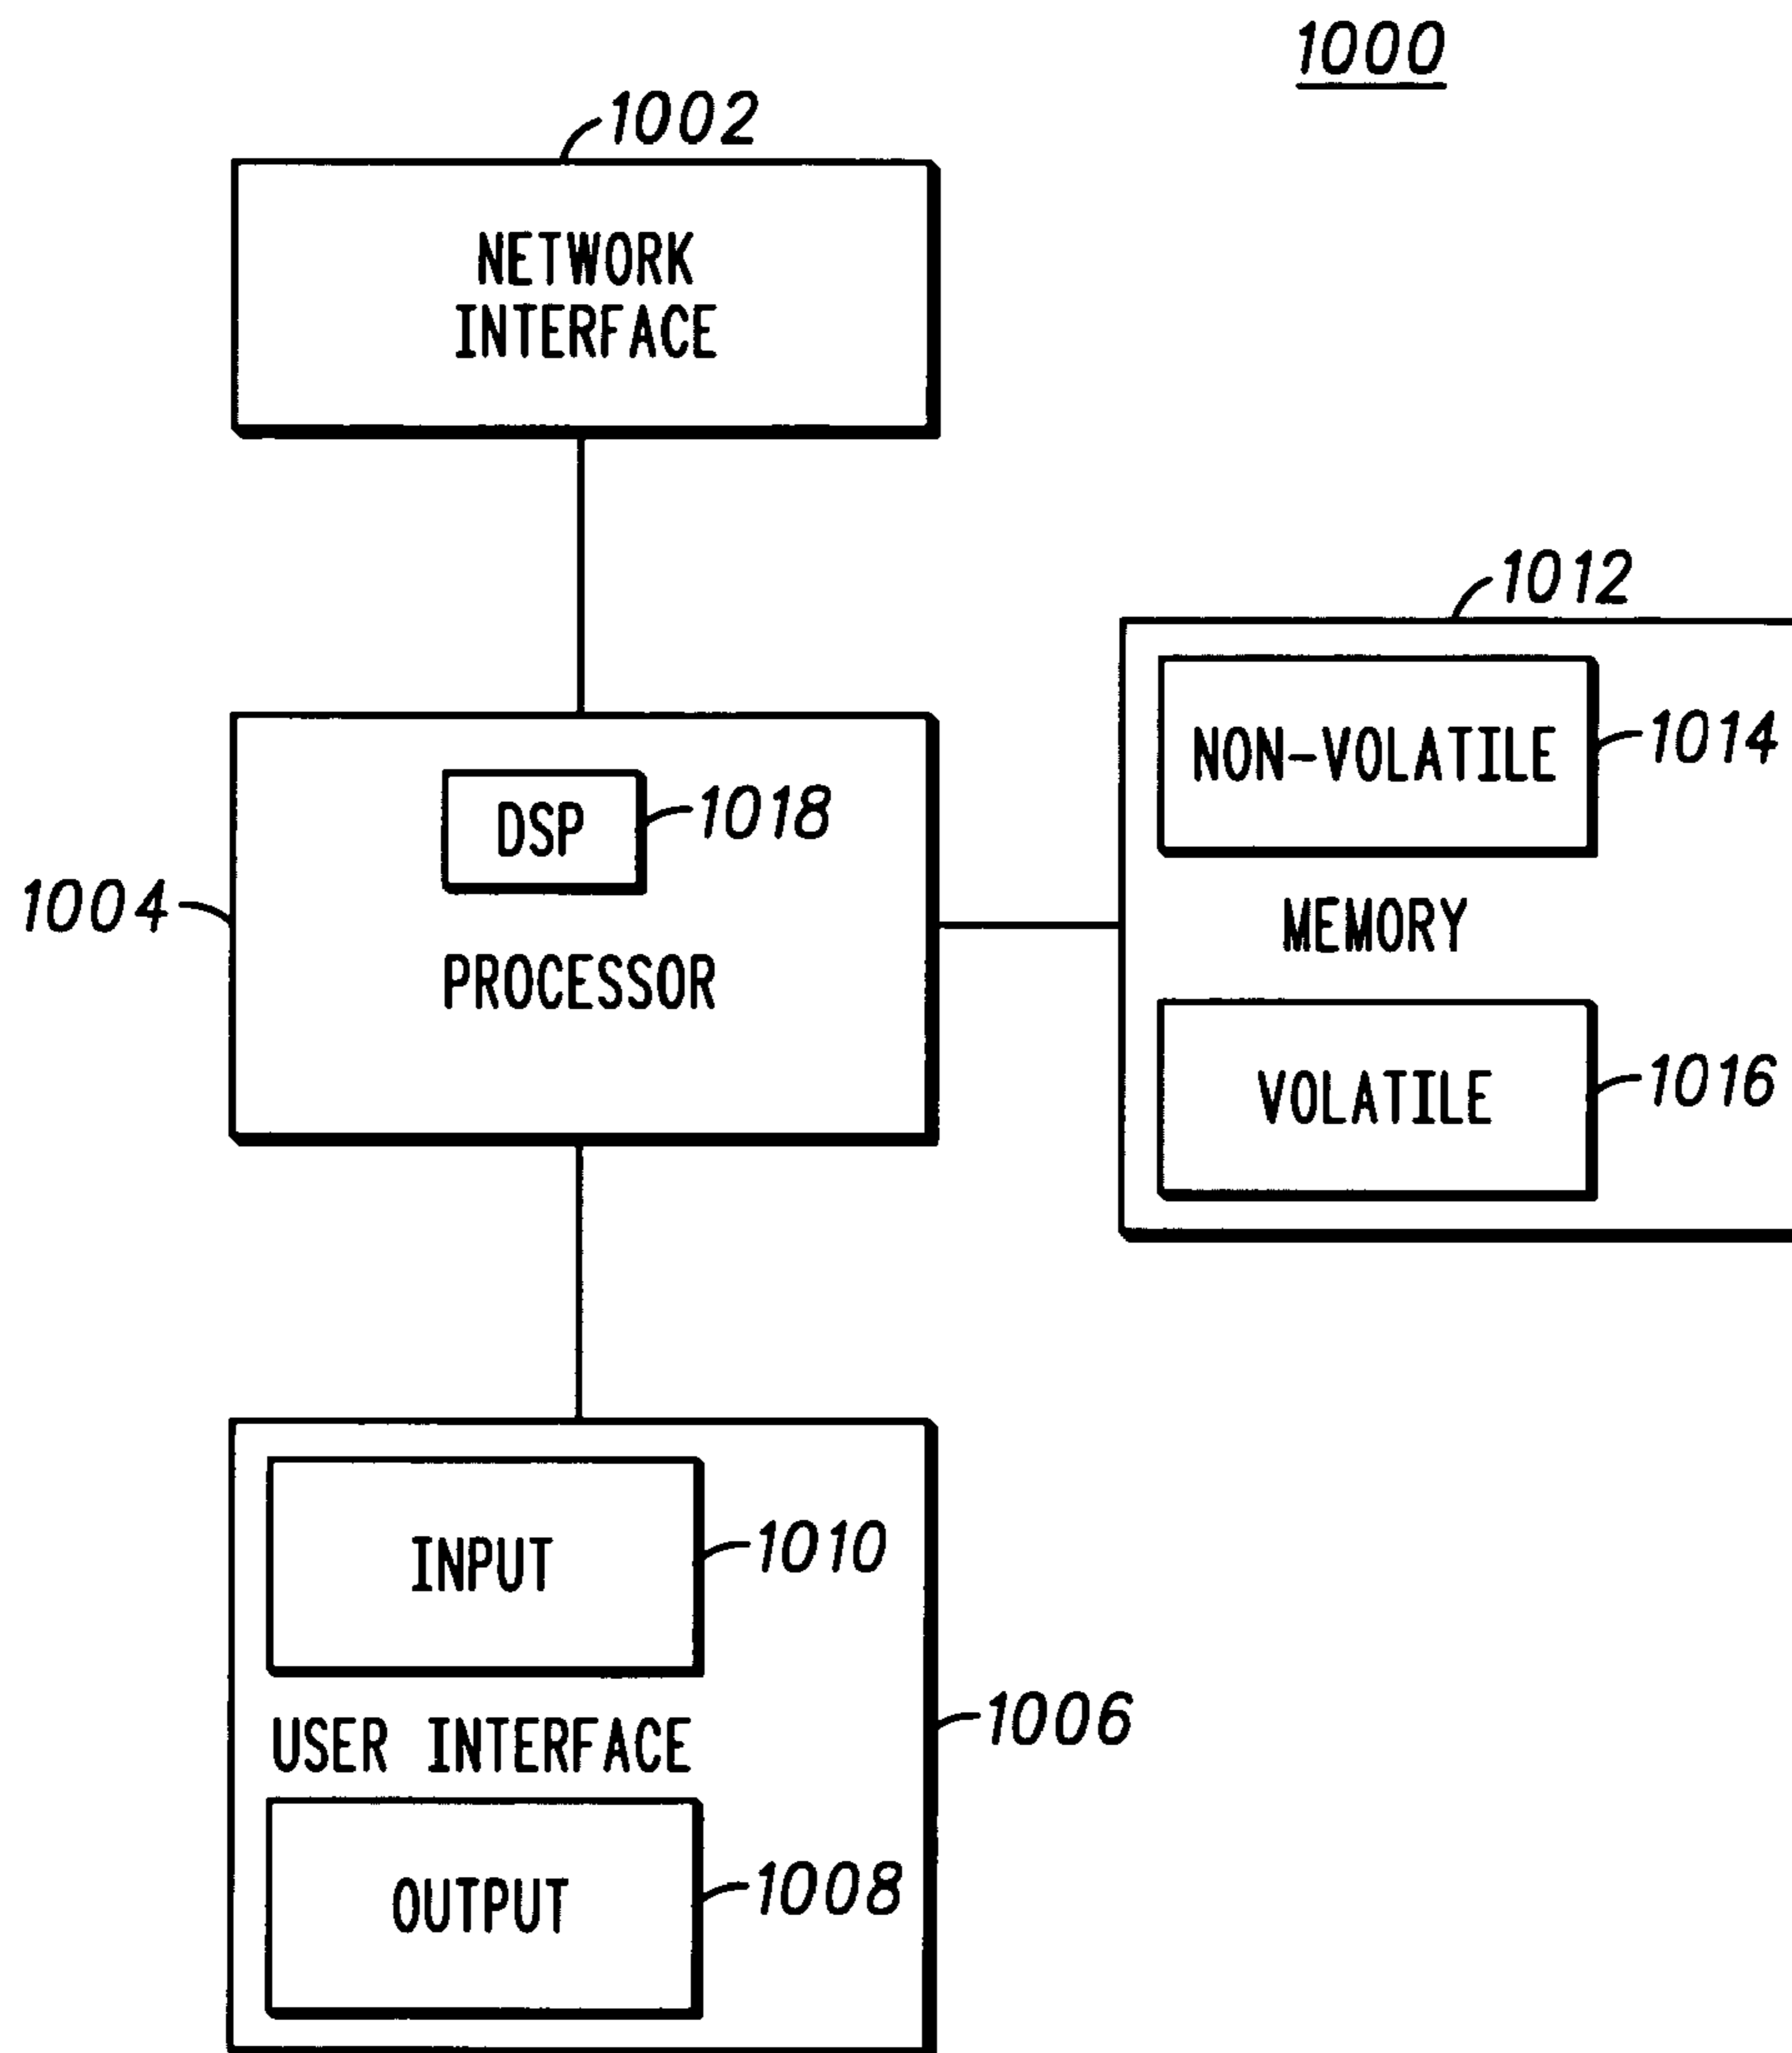 1000
1002
NETWORK
INTERFACE
1012
NON-VOLATILE
1014
DSP
1018
1004
MEMORY
PROCESSOR
VOLATILE
1016
INPUT
1010
USER INTERFACE
1006
OUTPUT
1008